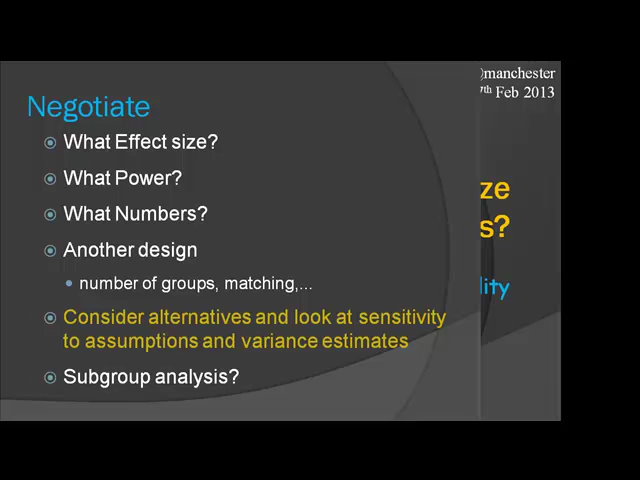 Negotiate
What Effect size?
What Power?
What Numbers?
Another design
number of groups, matching,...
Consider alternatives and look at sensitivity
to assumptions and variance estimates
Subgroup analysis?
@manchester
7th Feb 2013
ze
s?
lity